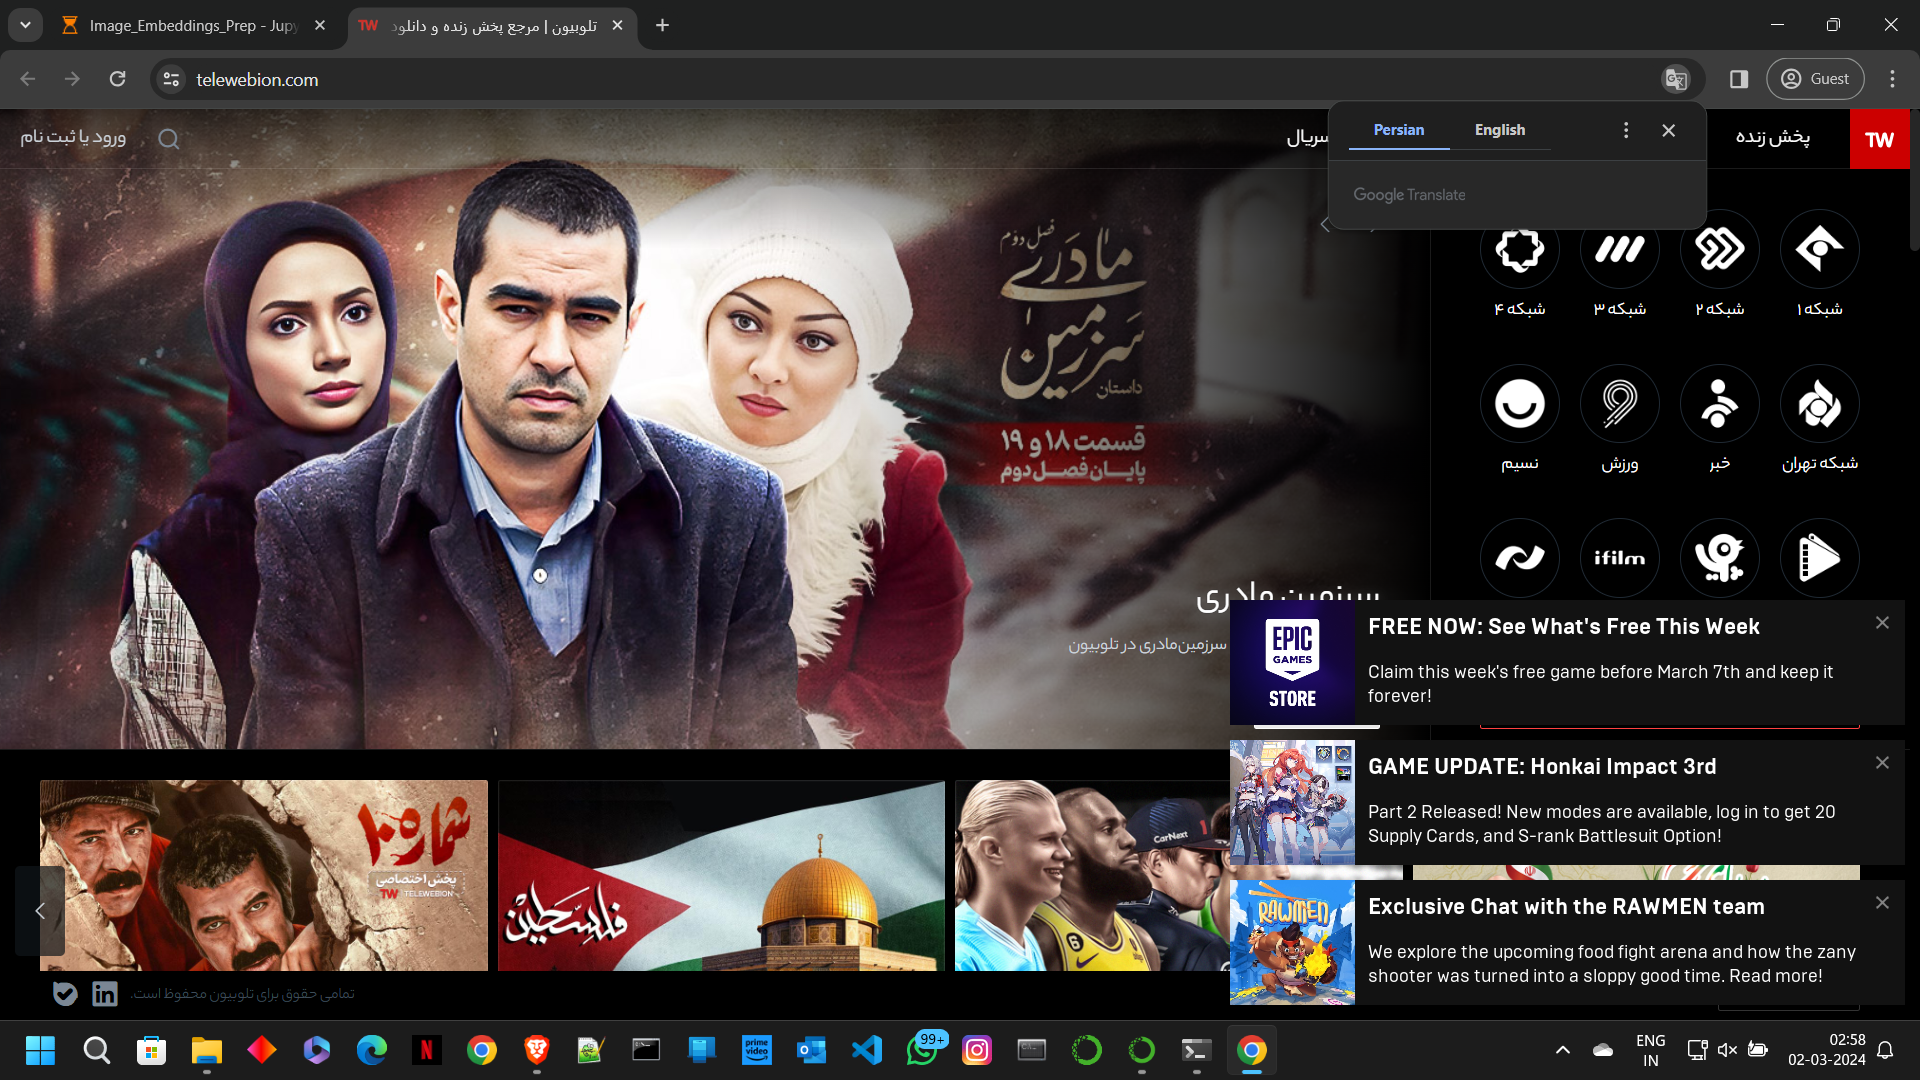 Image_Embeddings_Prep - Jupy
تلوبیون | مرجع پخش زنده و دانلود
telewebion.com
Guest
ورود یا ثبت نام
سریال
Persian
English
Google Translate
پخش زنده
TW
فصل دوم
مادری
سرزمین
داستان
قسمت ۱۸ و ۱۹
پایان فصل دوم
شبکه ۱
شبکه ۲
شبکه ۳
شبکه ۴
شبکه تهران
خبر
ورزش
نسیم
ifilm
سرزمین مادری
سرزمین‌مادری در تلوبیون
EPIC
GAMES
STORE
FREE NOW: See What's Free This Week
Claim this week's free game before March 7th and keep it
forever!
GAME UPDATE: Honkai Impact 3rd
Part 2 Released! New modes are available, log in to get 20
Supply Cards, and S-rank Battlesuit Option!
RAWMEN
Exclusive Chat with the RAWMEN team
We explore the upcoming food fight arena and how the zany
shooter was turned into a sloppy good time. Read more!
شماره ۱۰
پخش اختصاصی
TW TELEWEBION
فلسطین
CarNext
1
6
تمامی حقوق برای تلوبیون محفوظ است.
prime
video
99+
ENG
IN
02:58
02-03-2024